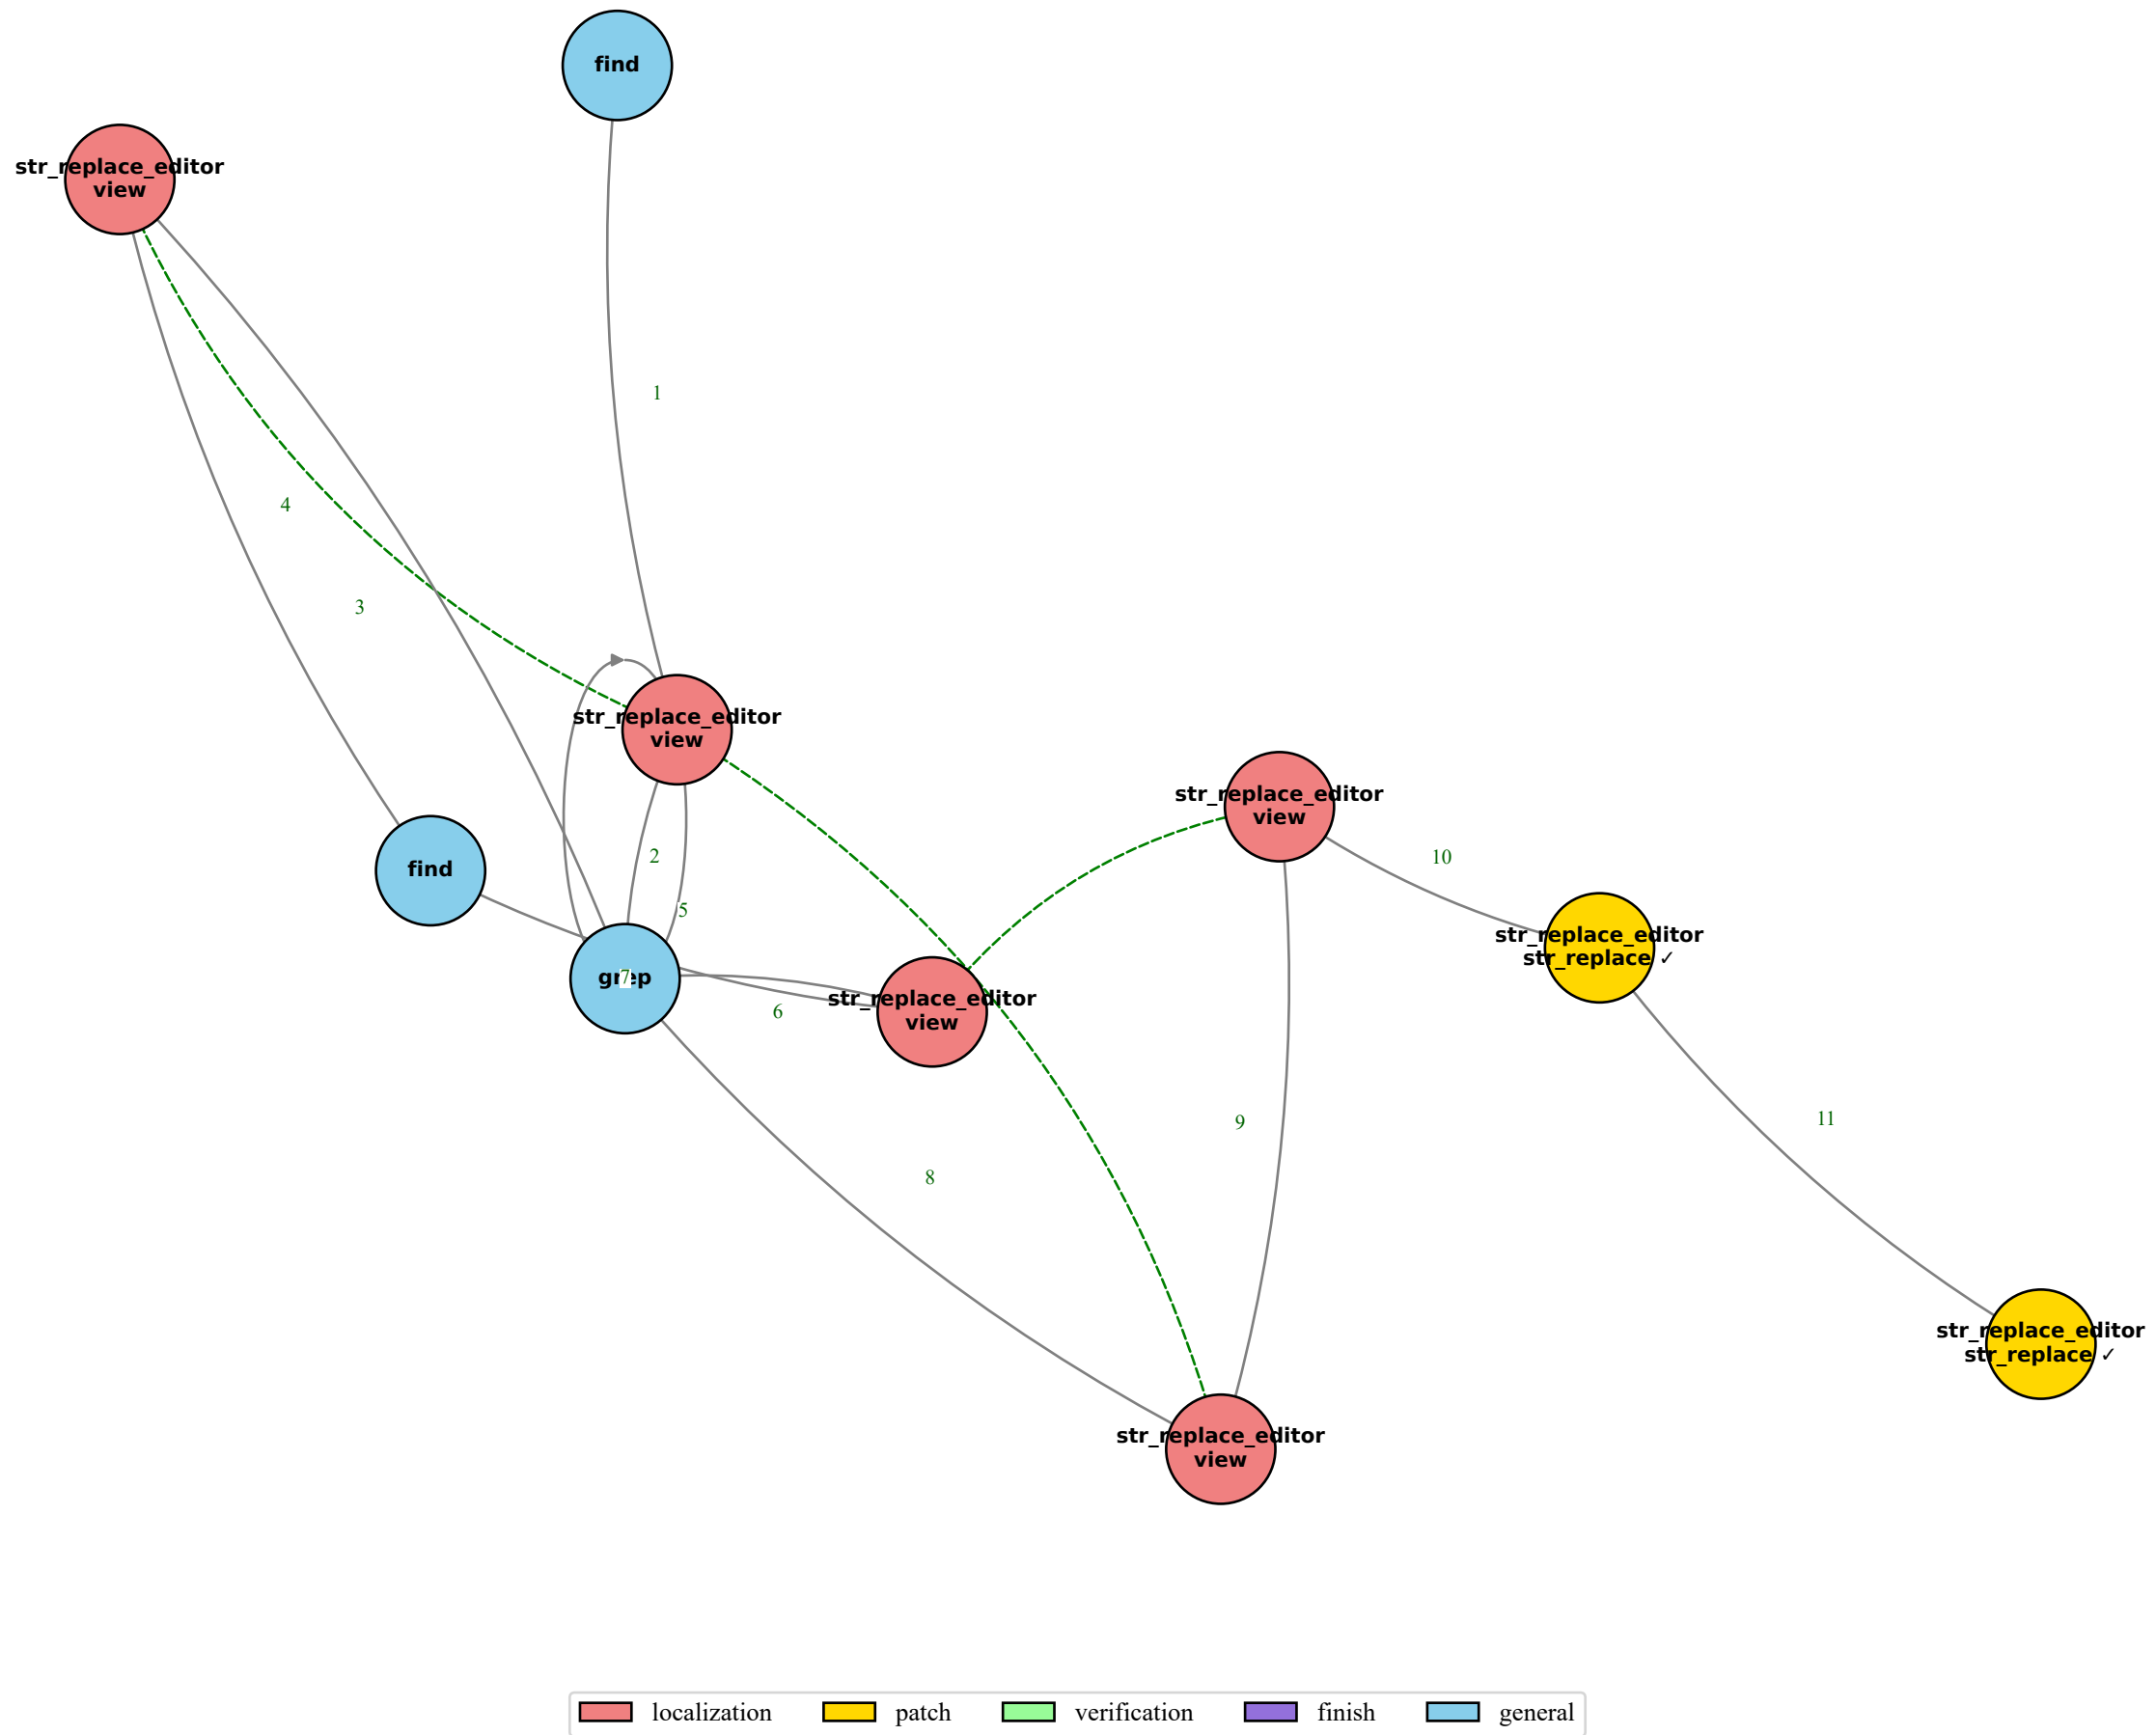 find
str_replace_editor
view
1
4
3
str_replace_editor
view
str_replace_editor
view
2
10
find
5
str_replace_editor
str_replace ✓
grep
7
6
str_replace_editor
view
9
11
8
str_replace_editor
str_replace ✓
str_replace_editor
view
localization
patch
verification
finish
general